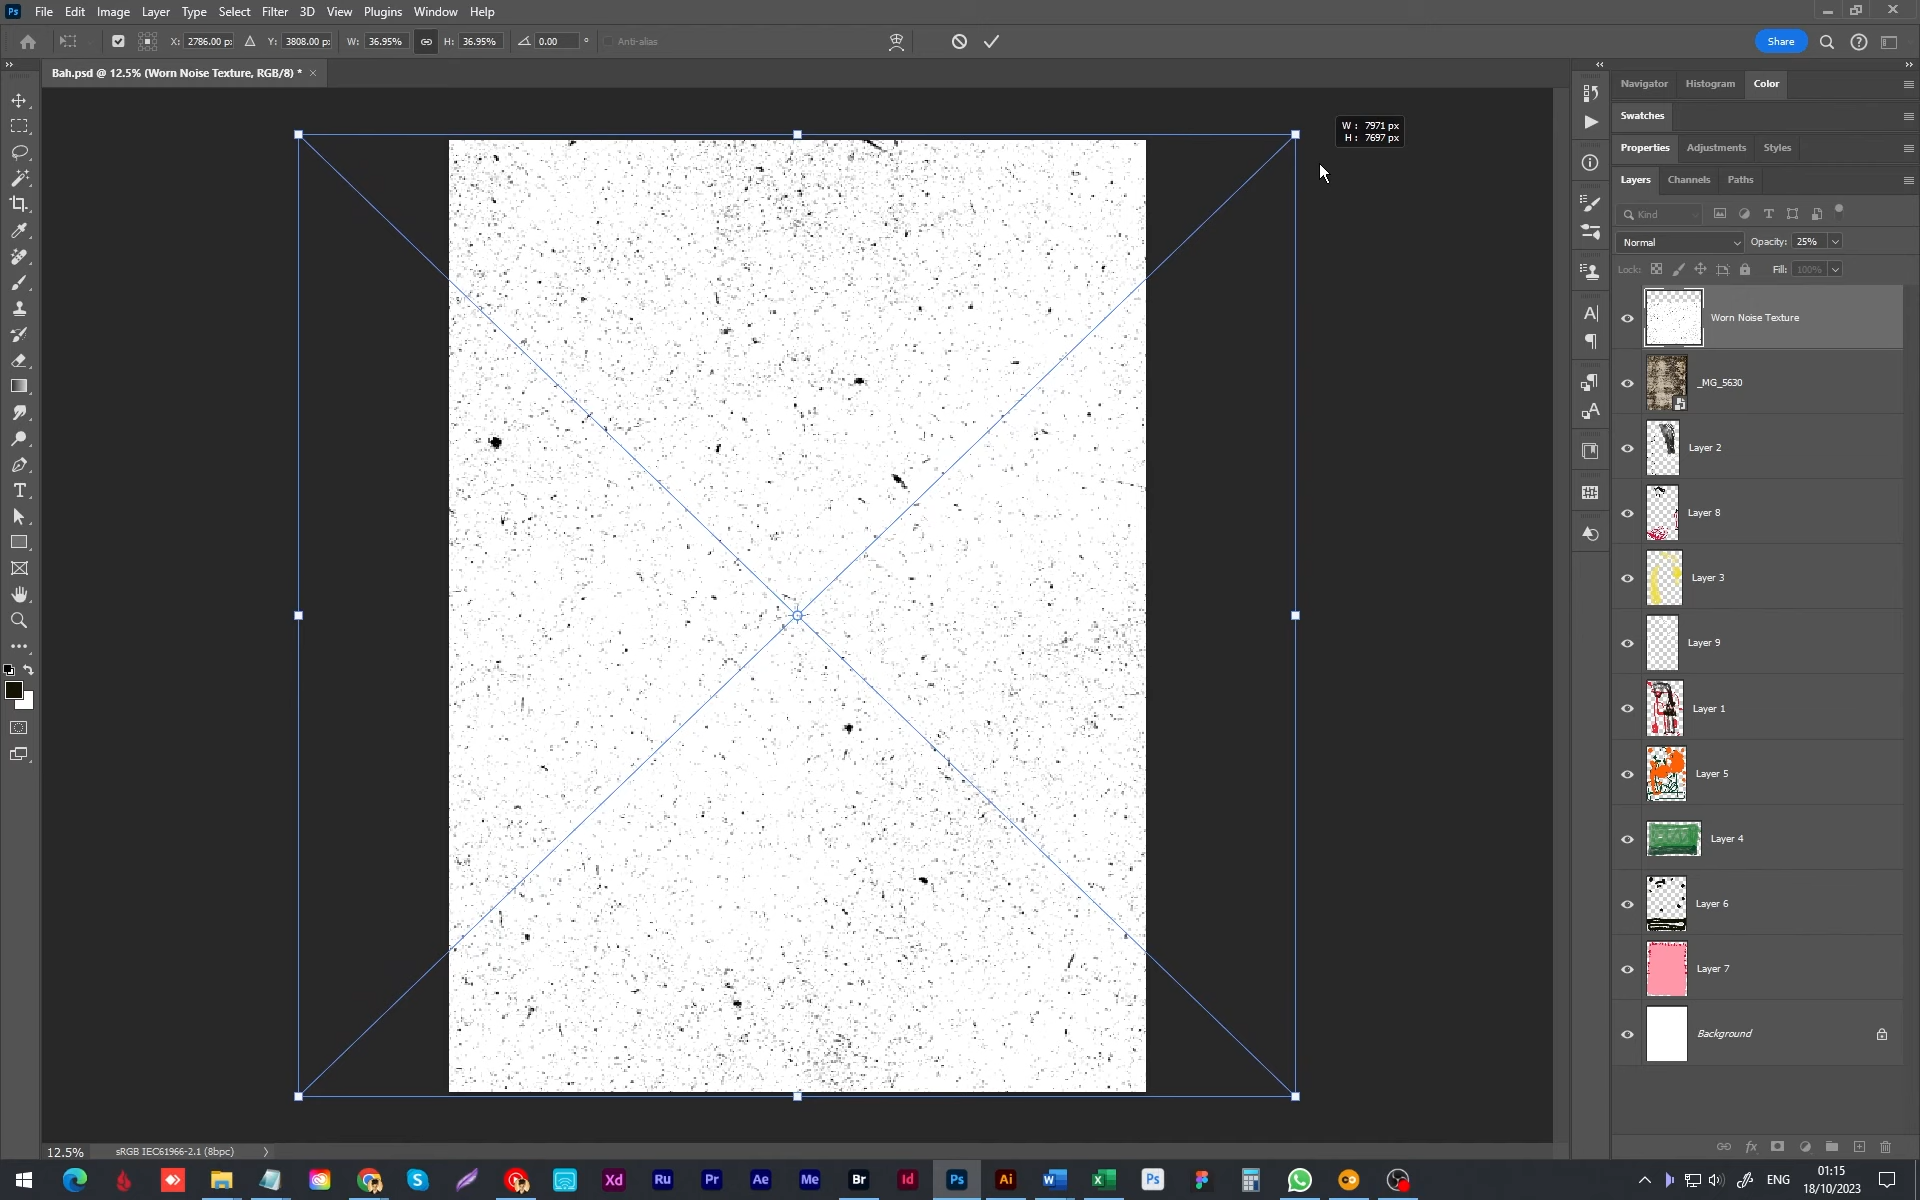 Ps File Edit Image Layer Type Select Filter 3D View Plugins Window Help
X: 2786.00 p: Y: 3808.00 p: W: 36.95% H: 36.95% 0.00 ° Anti-alias Share
Bah.psd @ 12.5% (Worn Noise Texture, RGB/8) * ×
Navigator Histogram Color
Swatches
Properties Adjustments Styles
Layers Channels Paths
Kind
Normal Opacity: 25%
Lock: Fill: 100%
W : 7971 px
H : 7697 px
Worn Noise Texture
_MG_5630
Layer 2
Layer 8
Layer 3
Layer 9
Layer 1
Layer 5
Layer 4
Layer 6
Layer 7
Background
12.5% sRGB IEC61966-2.1 (8bpc)
Xd Ru Pr Ae Me Br Id Ps Ai W X Ps
ENG
01:15
18/10/2023